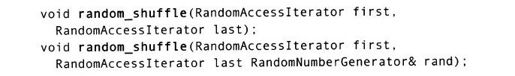 void random_shuffle(RandomAccessIterator first,
RandomAccessIterator last);
void random_shuffle(RandomAccessIterator first,
RandomAccessIterator last RandomNumberGenerator& rand);